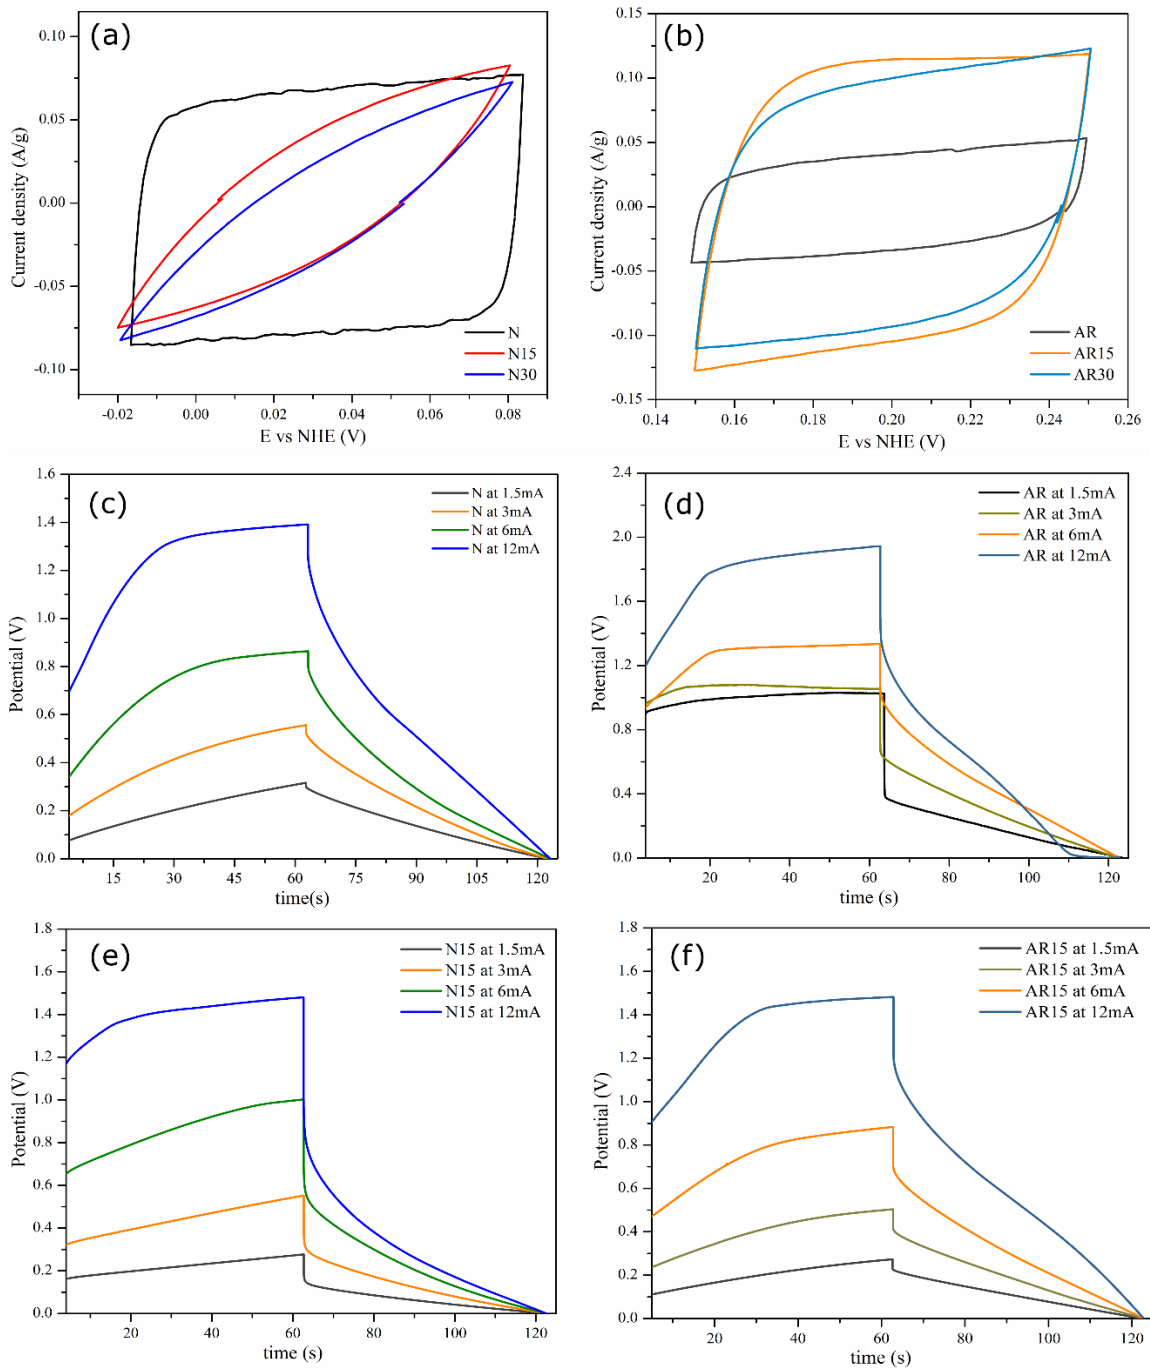 (a)
0.10
0.05
0.00
-0.05
-0.10
Current density (A/g)
N
N15
N30
-0.02
0.00
0.02
0.04
0.06
0.08
E vs NHE (V)
(b)
0.15
0.10
0.05
0.00
-0.05
-0.10
-0.15
Current density (A/g)
AR
AR15
AR30
0.14
0.16
0.18
0.20
0.22
0.24
0.26
E vs NHE (V)
(c)
1.6
1.4
1.2
1.0
0.8
0.6
0.4
0.2
0.0
Potential (V)
N at 1.5mA
N at 3mA
N at 6mA
N at 12mA
15
30
45
60
75
90
105
120
time(s)
(d)
2.4
2.0
1.6
1.2
0.8
0.4
0.0
Potential (V)
AR at 1.5mA
AR at 3mA
AR at 6mA
AR at 12mA
20
40
60
80
100
120
time (s)
(e)
1.8
1.6
1.4
1.2
1.0
0.8
0.6
0.4
0.2
0.0
Potential (V)
N15 at 1.5mA
N15 at 3mA
N15 at 6mA
N15 at 12mA
20
40
60
80
100
120
time (s)
(f)
1.8
1.6
1.4
1.2
1.0
0.8
0.6
0.4
0.2
0.0
Potential (V)
AR15 at 1.5mA
AR15 at 3mA
AR15 at 6mA
AR15 at 12mA
20
40
60
80
100
120
time (s)